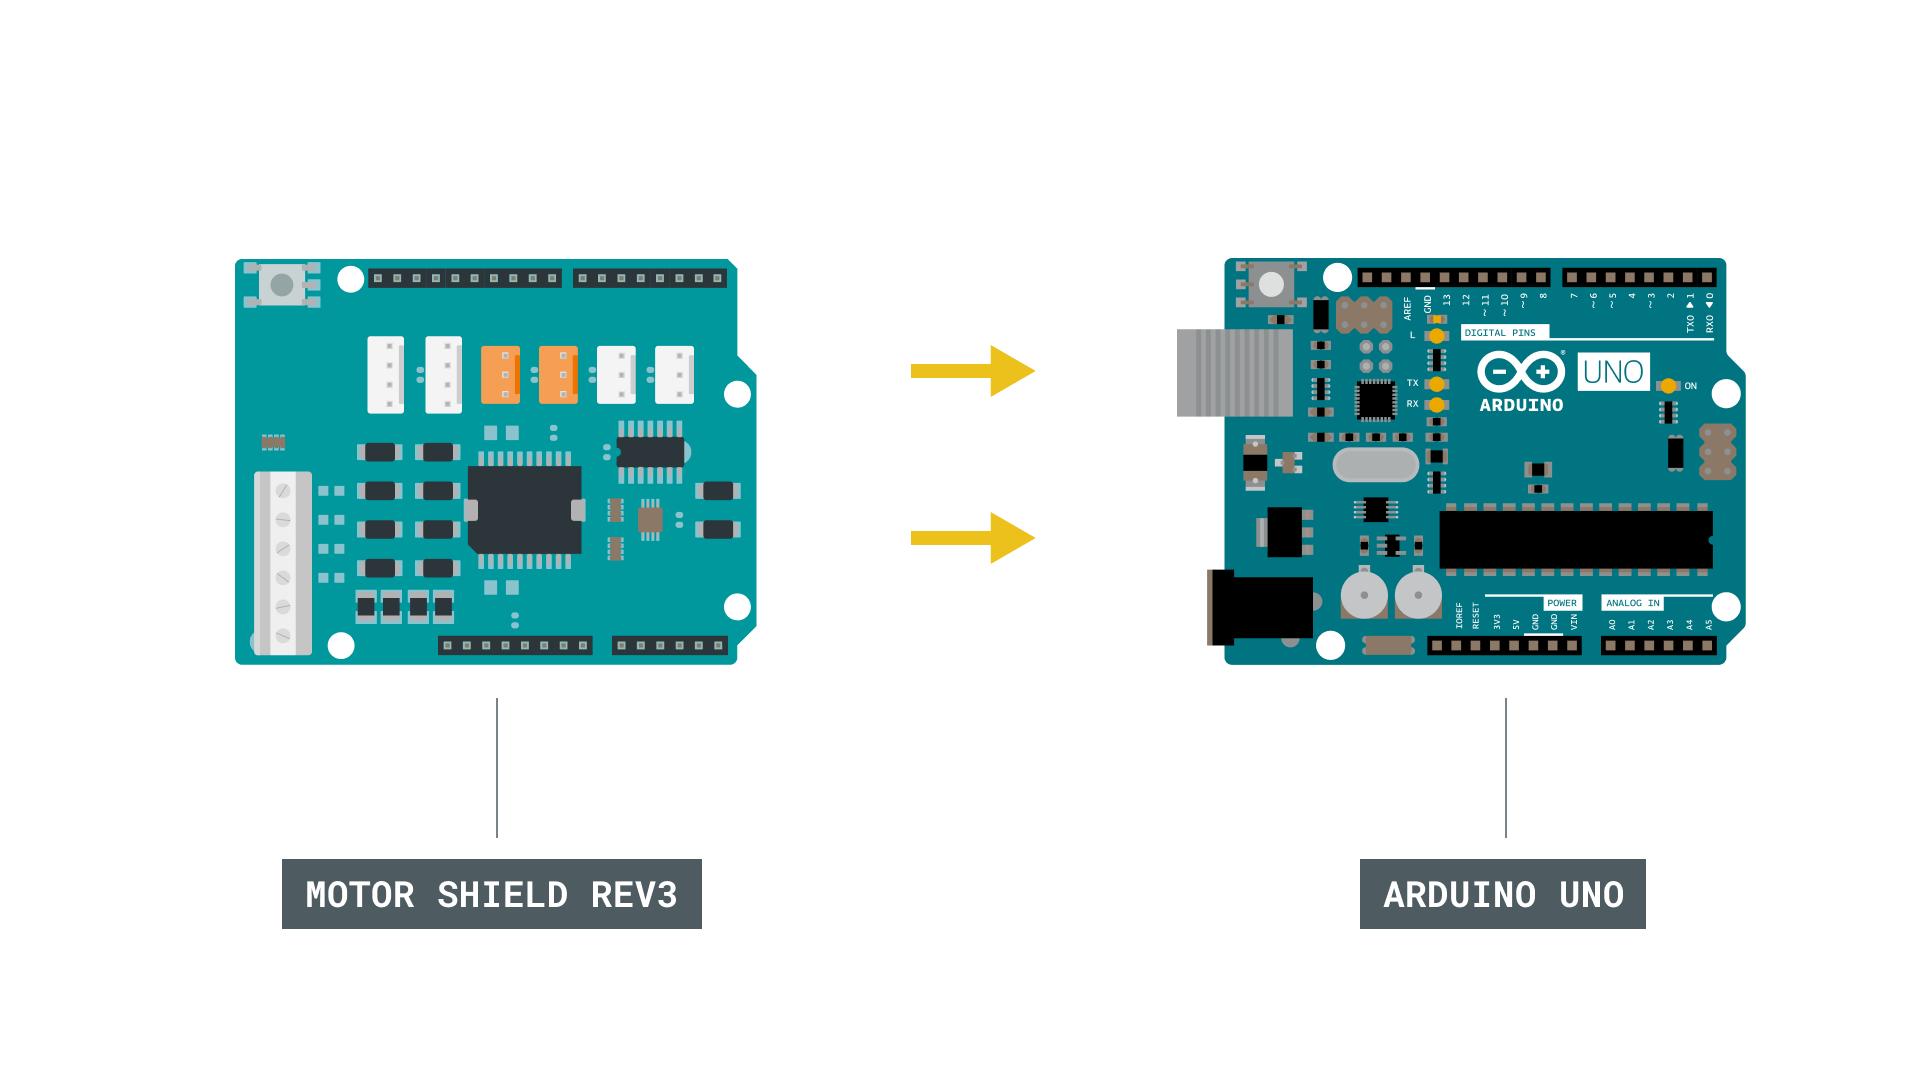 AREF
GND
13
12
~11
~10
~9
8
7
~6
~5
4
~3
2
TX0 ▶ 1
RX0 ◀ 0
DIGITAL PINS
L
TX
RX
ARDUINO
®
UNO
ON
POWER
ANALOG IN
IOREF
RESET
3V3
5V
GND
GND
VIN
A0
A1
A2
A3
A4
A5
MOTOR SHIELD REV3
ARDUINO UNO